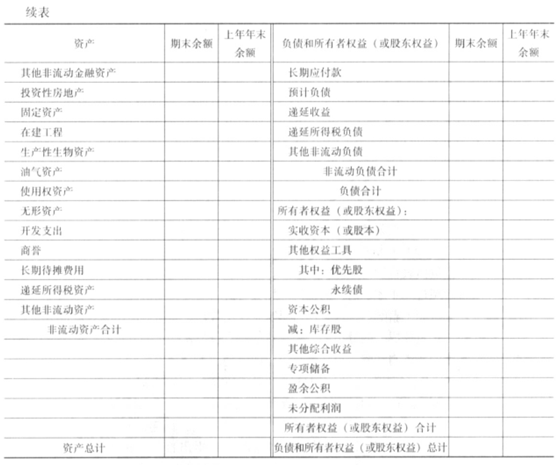 续表
资产 期末余额 上年年末余额 负债和所有者权益（或股东权益） 期末余额 上年年末余额
其他非流动金融资产 长期应付款
投资性房地产 预计负债
固定资产 递延收益
在建工程 递延所得税负债
生产性生物资产 其他非流动负债
油气资产 非流动负债合计
使用权资产 负债合计
无形资产 所有者权益（或股东权益）：
开发支出 实收资本（或股本）
商誉 其他权益工具
长期待摊费用 其中：优先股
递延所得税资产 永续债
其他非流动资产 资本公积
非流动资产合计 减：库存股
其他综合收益
专项储备
盈余公积
未分配利润
所有者权益（或股东权益）合计
资产总计 负债和所有者权益（或股东权益）总计